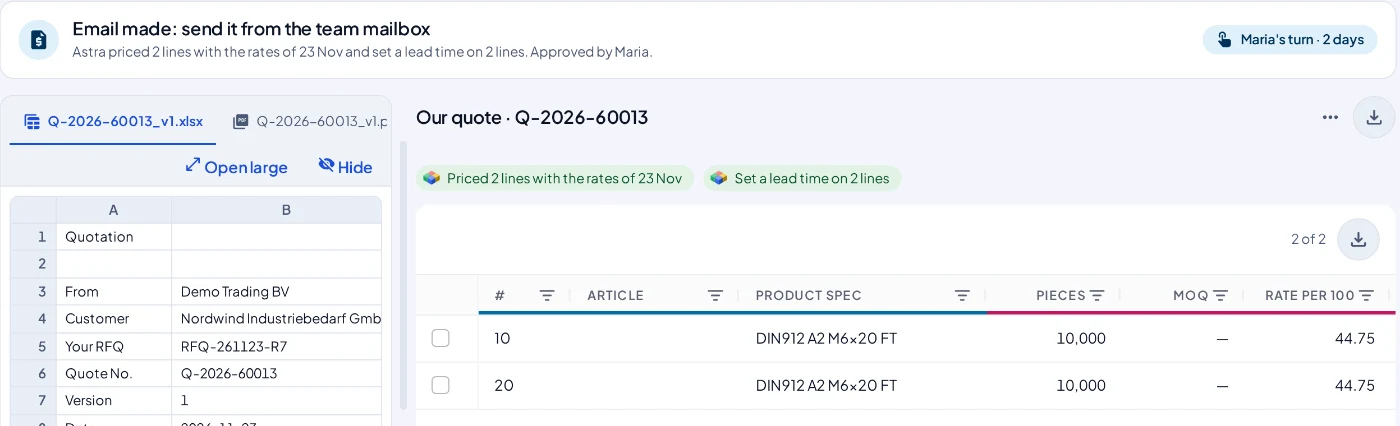 Email made: send it from the team mailbox
Astra priced 2 lines with the rates of 23 Nov and set a lead time on 2 lines. Approved by Maria.
Maria's turn · 2 days
Q-2026-60013_v1.xlsx
PDF
Q-2026-60013_v1.p
Open large
Hide
A B
1 Quotation
2
3 From Demo Trading BV
4 Customer Nordwind Industriebedarf Gmb
5 Your RFQ RFQ-261123-R7
6 Quote No. Q-2026-60013
7 Version 1
Our quote · Q-2026-60013
Priced 2 lines with the rates of 23 Nov
Set a lead time on 2 lines
2 of 2
# ARTICLE PRODUCT SPEC PIECES MOQ RATE PER 100
10 DIN912 A2 M6×20 FT 10,000 — 44.75
20 DIN912 A2 M6×20 FT 10,000 — 44.75